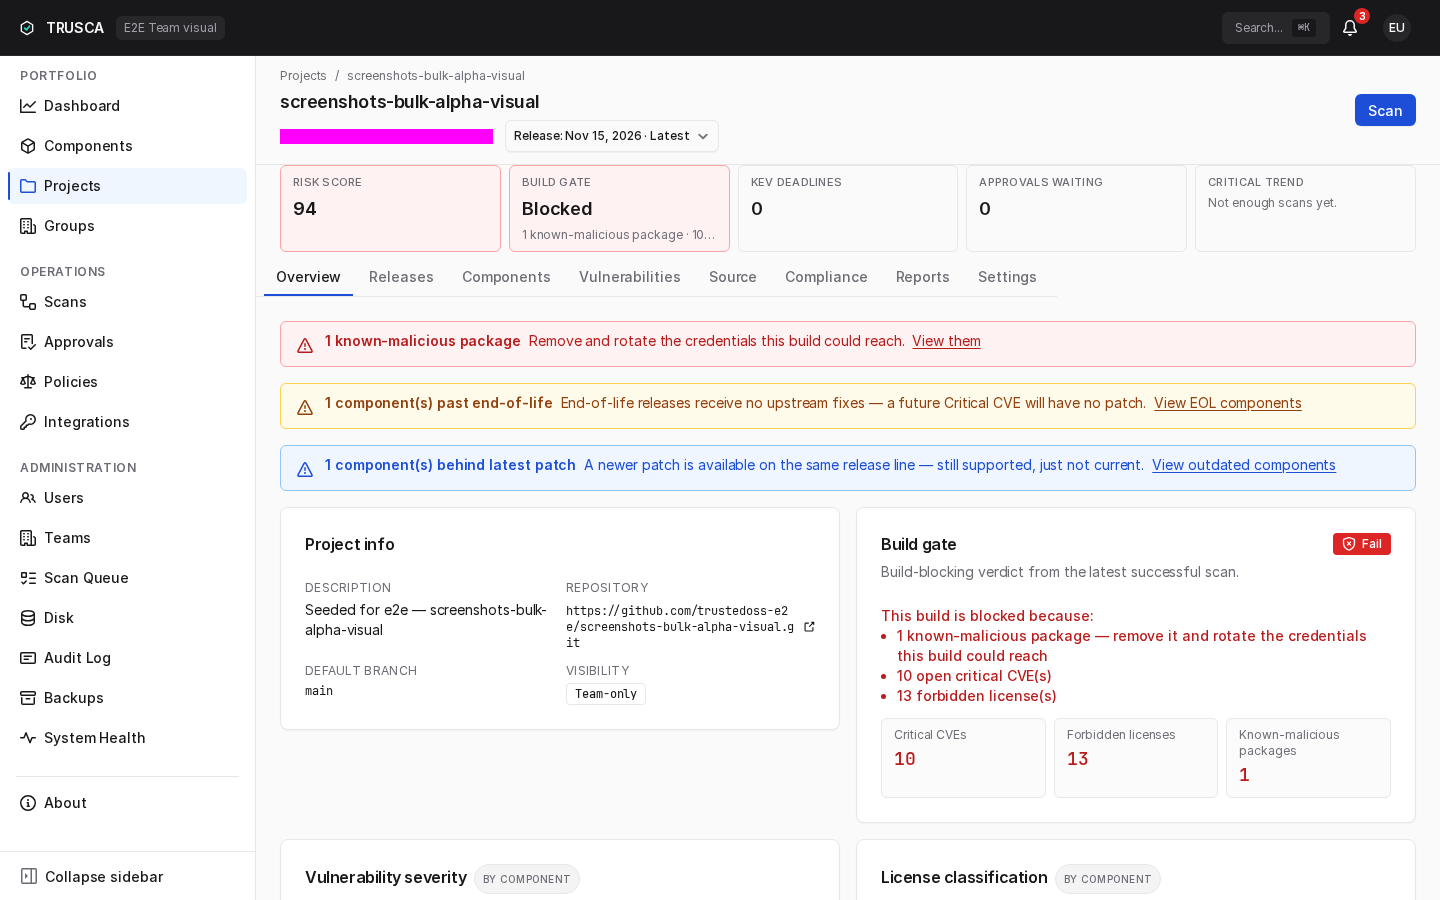 TRUSCA
E2E Team visual
Search...
⌘K
3
EU
PORTFOLIO
Dashboard
Components
Projects
Groups
OPERATIONS
Scans
Approvals
Policies
Integrations
ADMINISTRATION
Users
Teams
Scan Queue
Disk
Audit Log
Backups
System Health
About
Collapse sidebar
Projects / screenshots-bulk-alpha-visual
screenshots-bulk-alpha-visual
Release: Nov 15, 2026 · Latest
Scan
RISK SCORE
94
BUILD GATE
Blocked
1 known-malicious package · 10…
KEV DEADLINES
0
APPROVALS WAITING
0
CRITICAL TREND
Not enough scans yet.
Overview
Releases
Components
Vulnerabilities
Source
Compliance
Reports
Settings
1 known-malicious package Remove and rotate the credentials this build could reach. View them
1 component(s) past end-of-life End-of-life releases receive no upstream fixes — a future Critical CVE will have no patch. View EOL components
1 component(s) behind latest patch A newer patch is available on the same release line — still supported, just not current. View outdated components
Project info
DESCRIPTION
Seeded for e2e — screenshots-bulk-
alpha-visual
REPOSITORY
https://github.com/trustedoss-e2
e/screenshots-bulk-alpha-visual.g
it
DEFAULT BRANCH
main
VISIBILITY
Team-only
Build gate
Fail
Build-blocking verdict from the latest successful scan.
This build is blocked because:
• 1 known-malicious package — remove it and rotate the credentials
this build could reach
• 10 open critical CVE(s)
• 13 forbidden license(s)
Critical CVEs
10
Forbidden licenses
13
Known-malicious
packages
1
Vulnerability severity
BY COMPONENT
License classification
BY COMPONENT